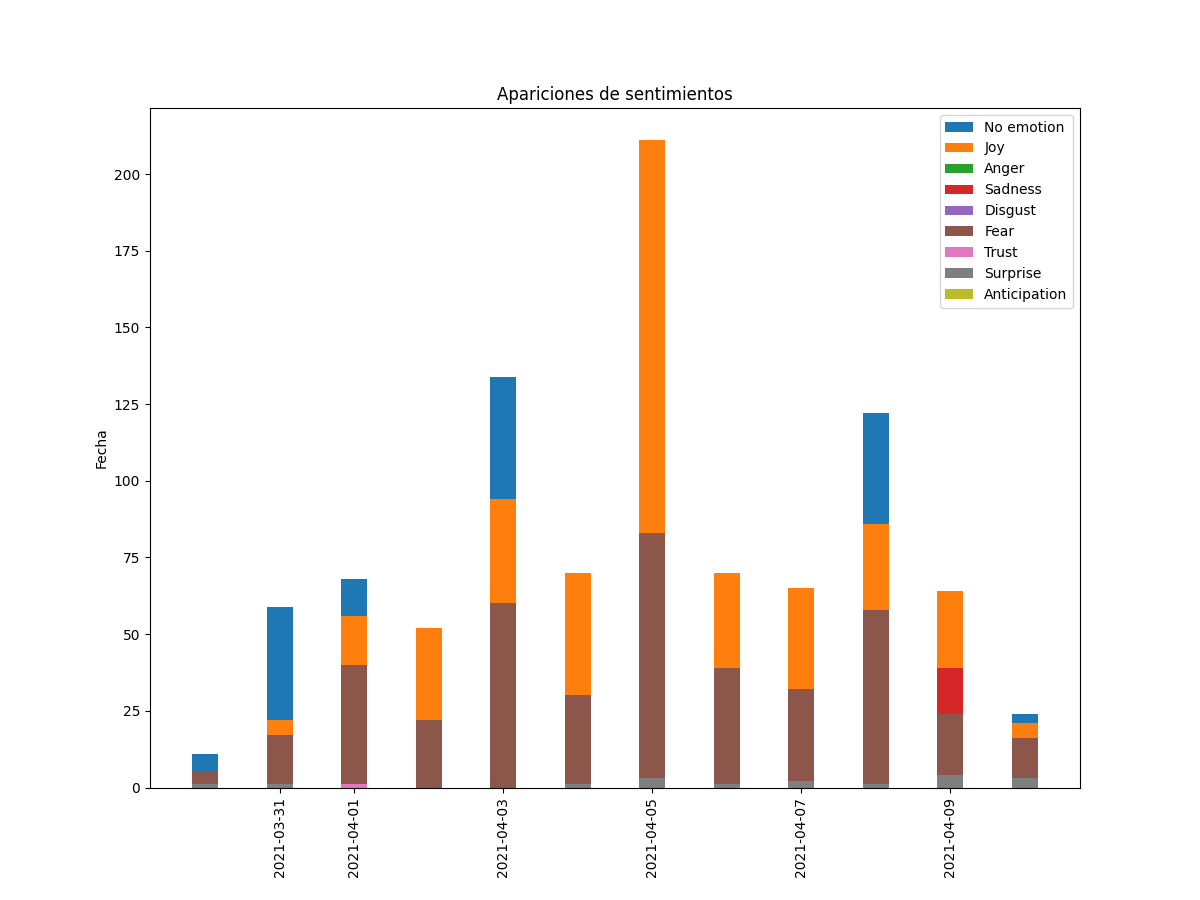 Apariciones de sentimientos
No emotion
Joy
Anger
Sadness
Disgust
Fear
Trust
Surprise
Anticipation
Fecha
200
175
150
125
100
75
50
25
0
2021-03-31
2021-04-01
2021-04-03
2021-04-05
2021-04-07
2021-04-09